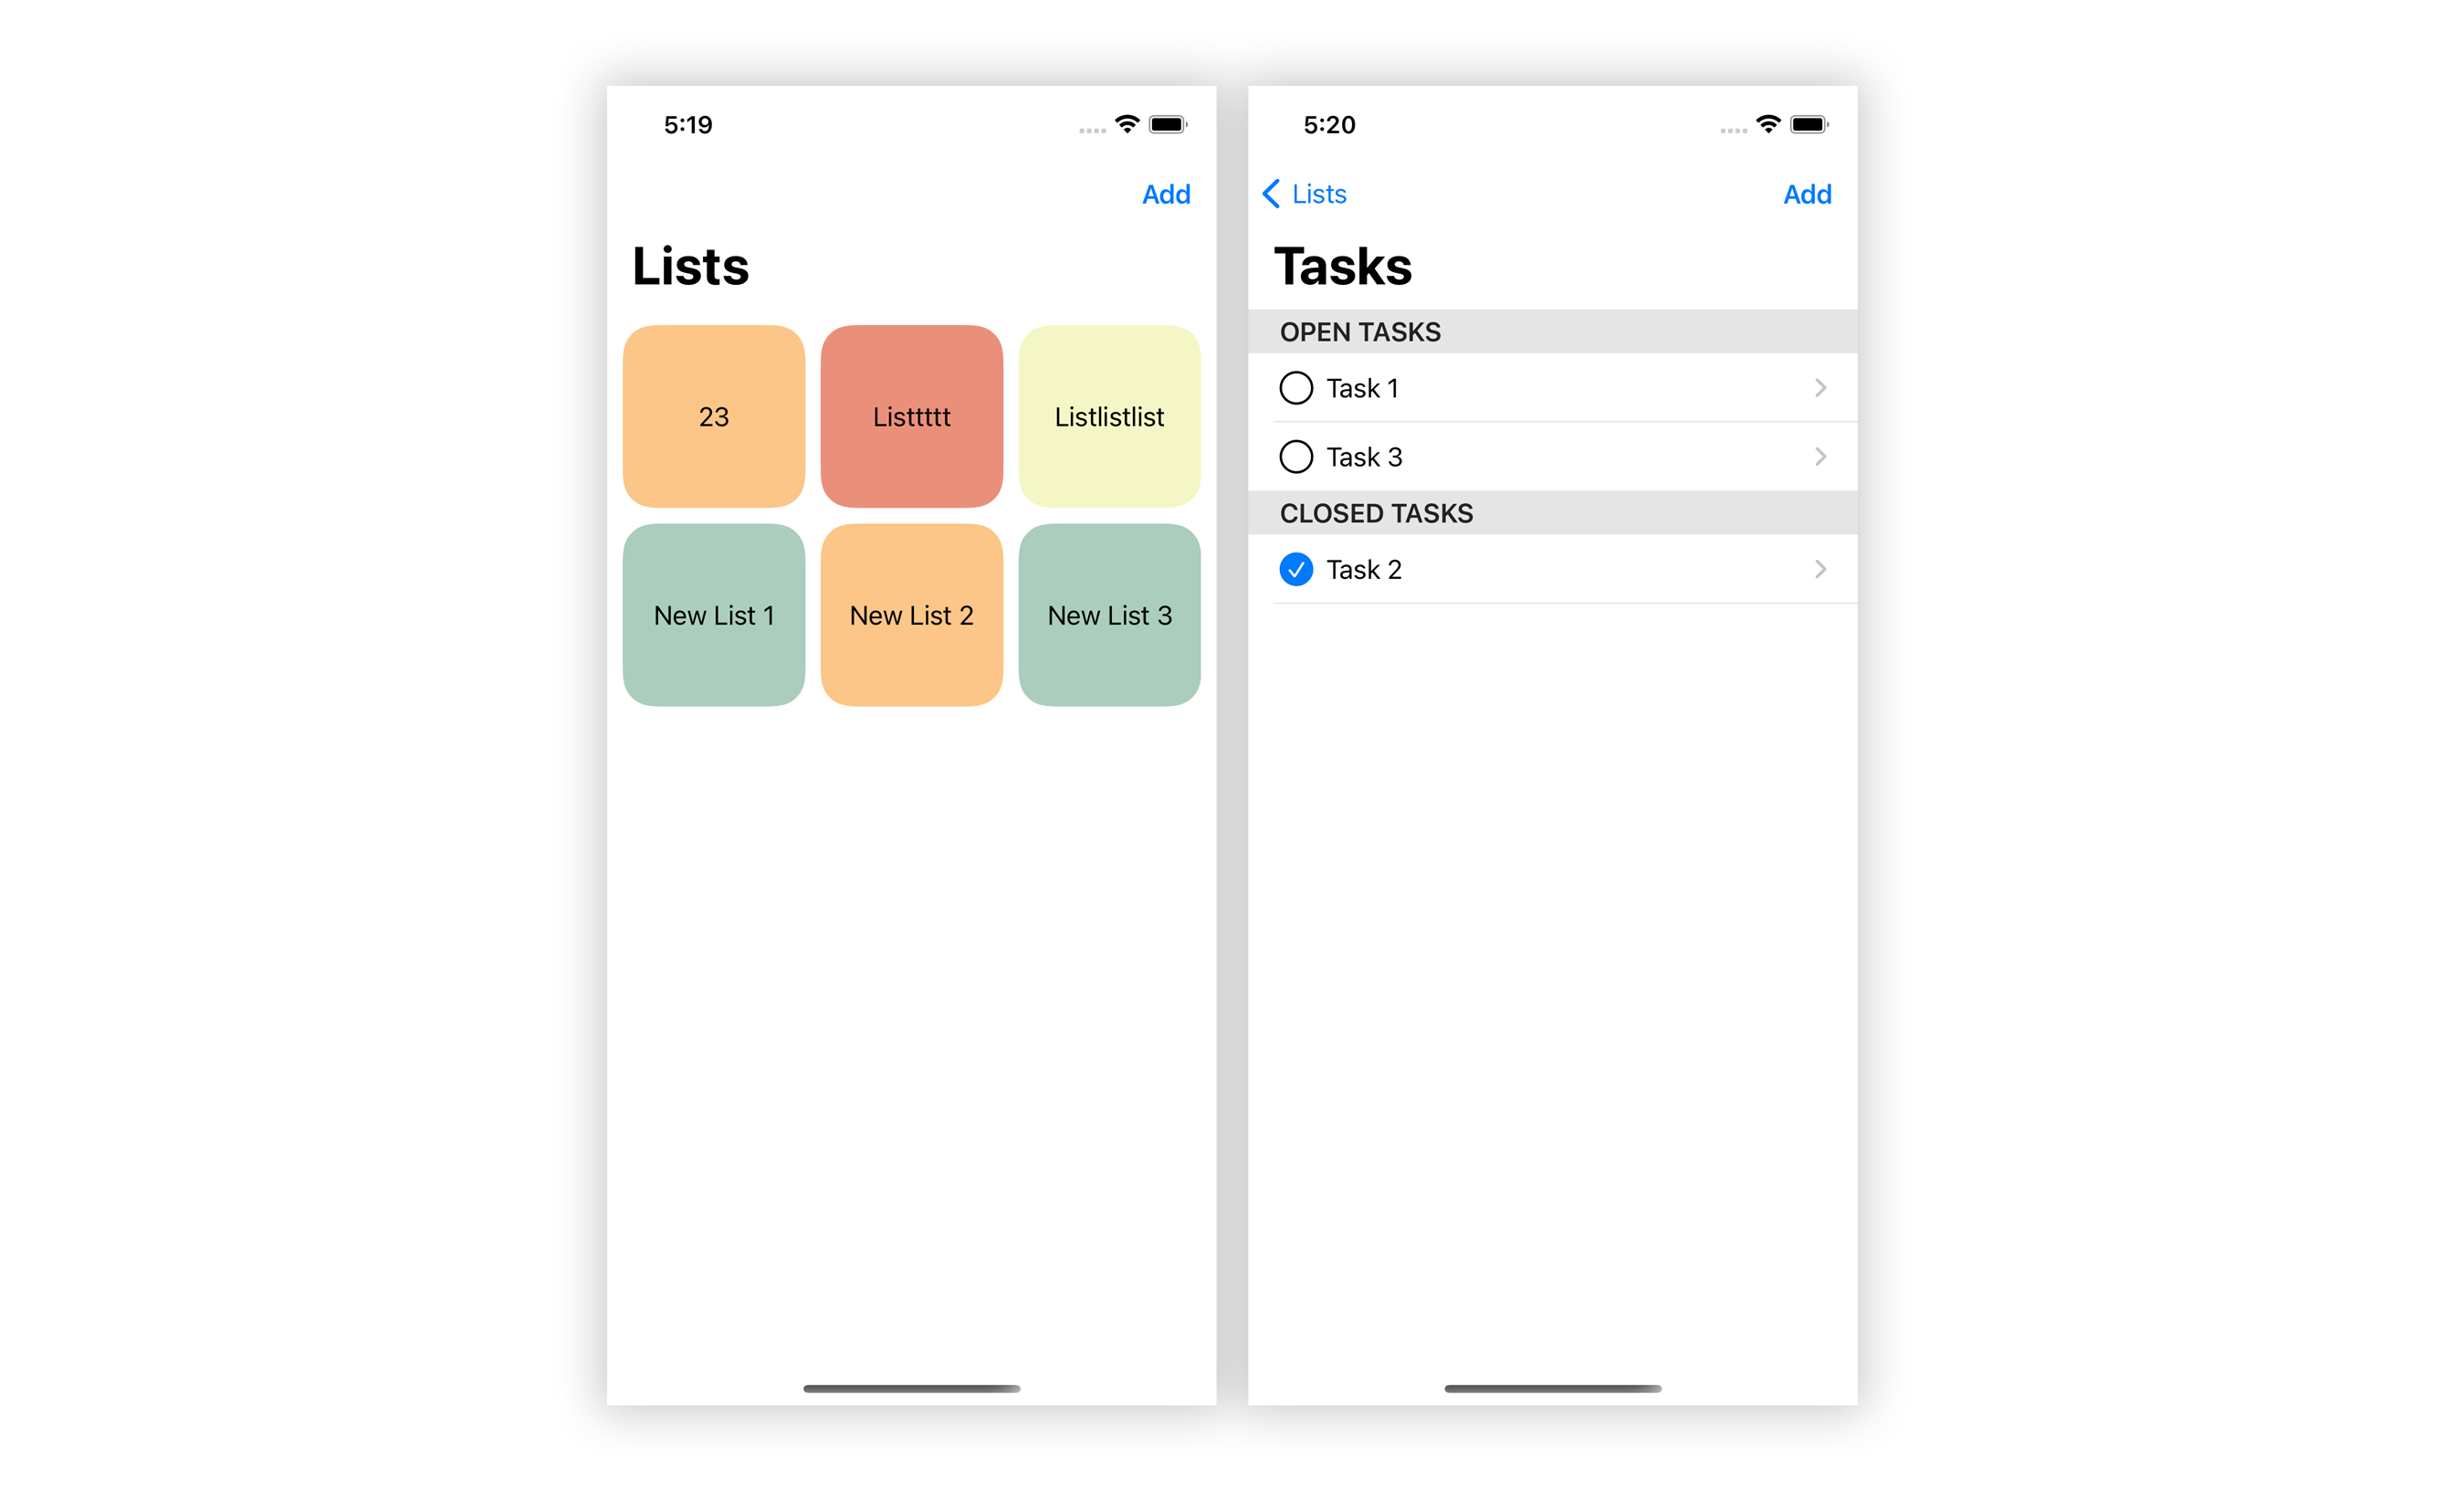 5:19
Add
Lists
23
Listtttt
Listlistlist
New List 1
New List 2
New List 3
5:20
Lists
Add
Tasks
OPEN TASKS
Task 1
Task 3
CLOSED TASKS
Task 2